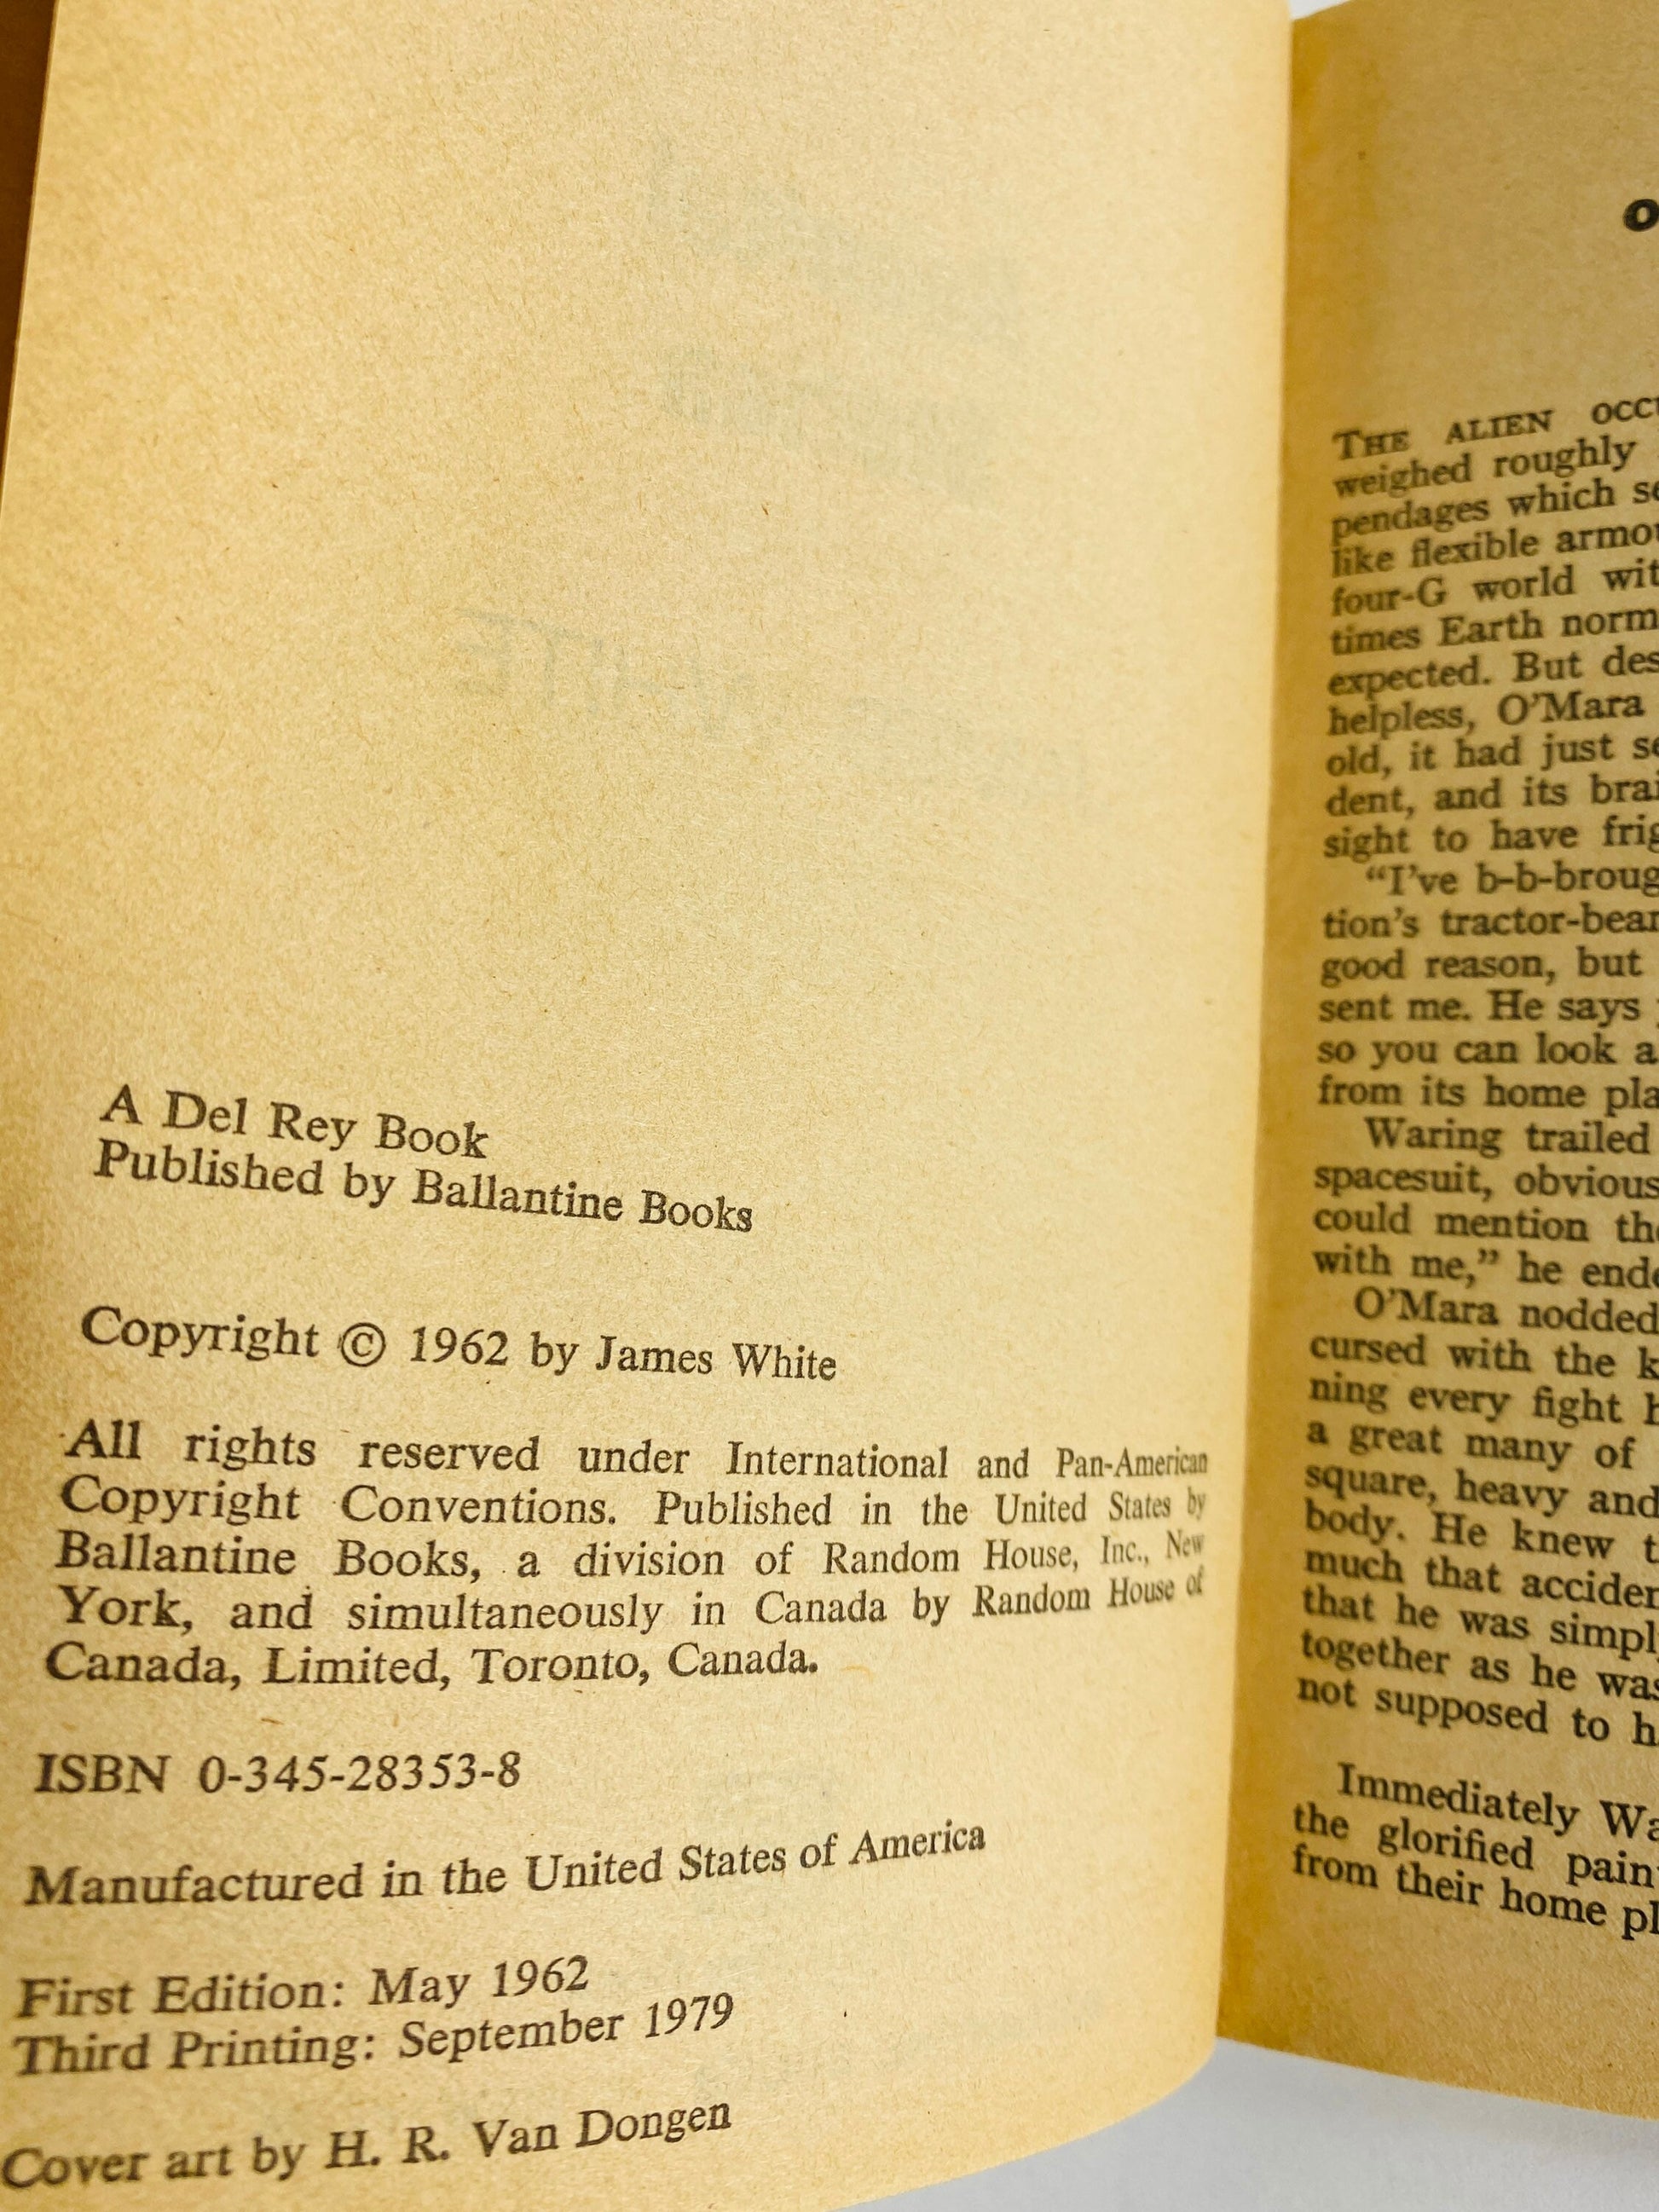 A Del Rey Book
Published by Ballantine Books
Copyright © 1962 by James White
All rights reserved under International and Pan-American
Copyright Conventions. Published in the United States by
Ballantine Books, a division of Random House, Inc., New
York, and simultaneously in Canada by Random House of
Canada, Limited, Toronto, Canada.
ISBN 0-345-28353-8
Manufactured in the United States of America
First Edition: May 1962
Third Printing: September 1979
Cover art by H. R. Van Dongen
THE ALIEN
weighed roughly
pendages which
like flexible
four-G world
times Earth
expected. But
helpless, O'Mara
old, it had just
dent, and its
sight to have
"I've
tion's
good reason, but
sent me. He says
so you can look
from its home
Waring trailed
spacesuit,
could mention
with me," he
O'Mara nodded
cursed with the
ning every fight
a great many of
square, heavy and
body. He knew
much that
that he was
together as he
not supposed to
Immediately
the glorified
from their home